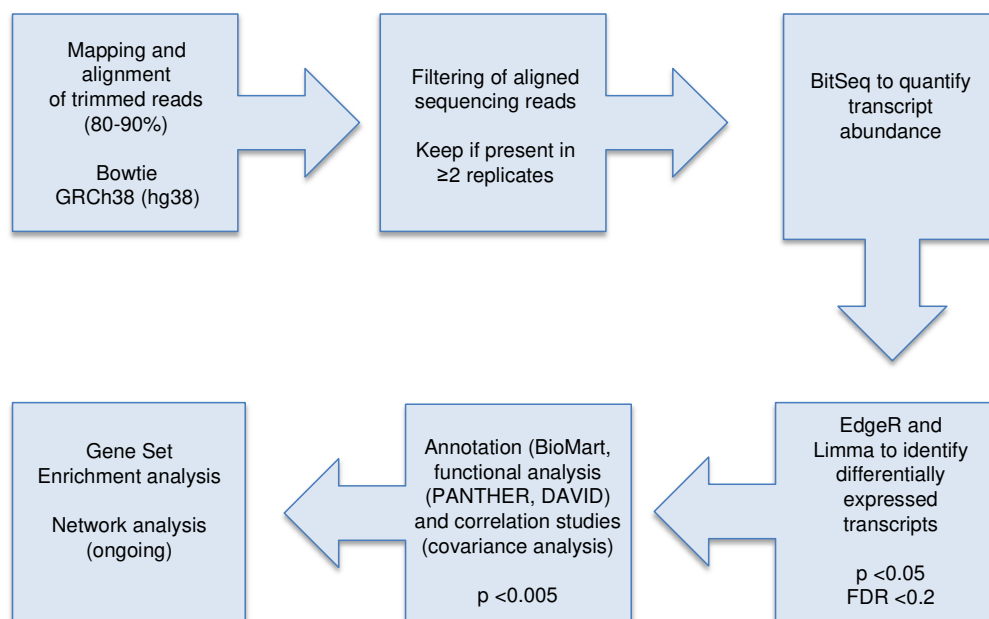 Mapping and
alignment
of trimmed reads
(80-90%)
Bowtie
GRCh38 (hg38)
Filtering of aligned
sequencing reads
Keep if present in
≥2 replicates
BitSeq to quantify
transcript
abundance
EdgeR and
Limma to identify
differentially
expressed
transcripts
p <0.05
FDR <0.2
Annotation (BioMart,
functional analysis
(PANTHER, DAVID)
and correlation studies
(covariance analysis)
p <0.005
Gene Set
Enrichment analysis
Network analysis
(ongoing)